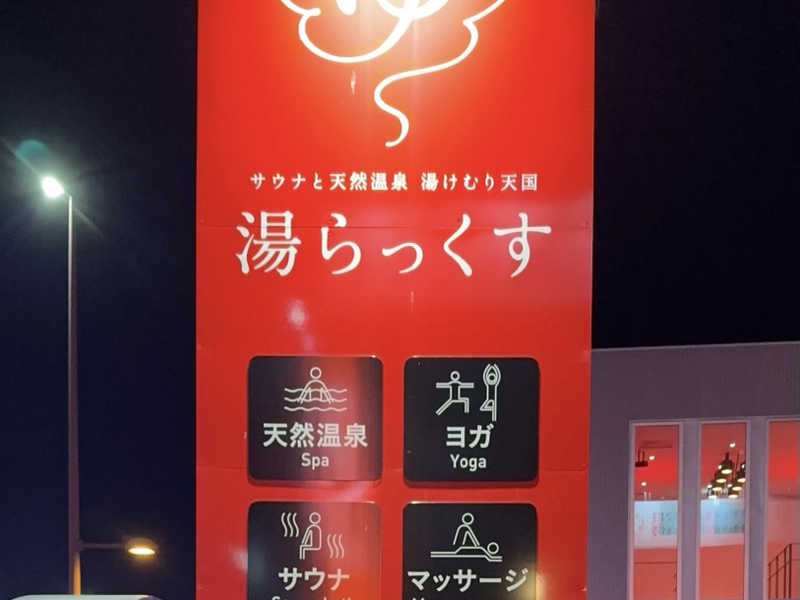 サウナと天然温泉 湯けむり天国
湯らっくす
天然温泉
Spa
ヨガ
Yoga
サウナ
マッサージ